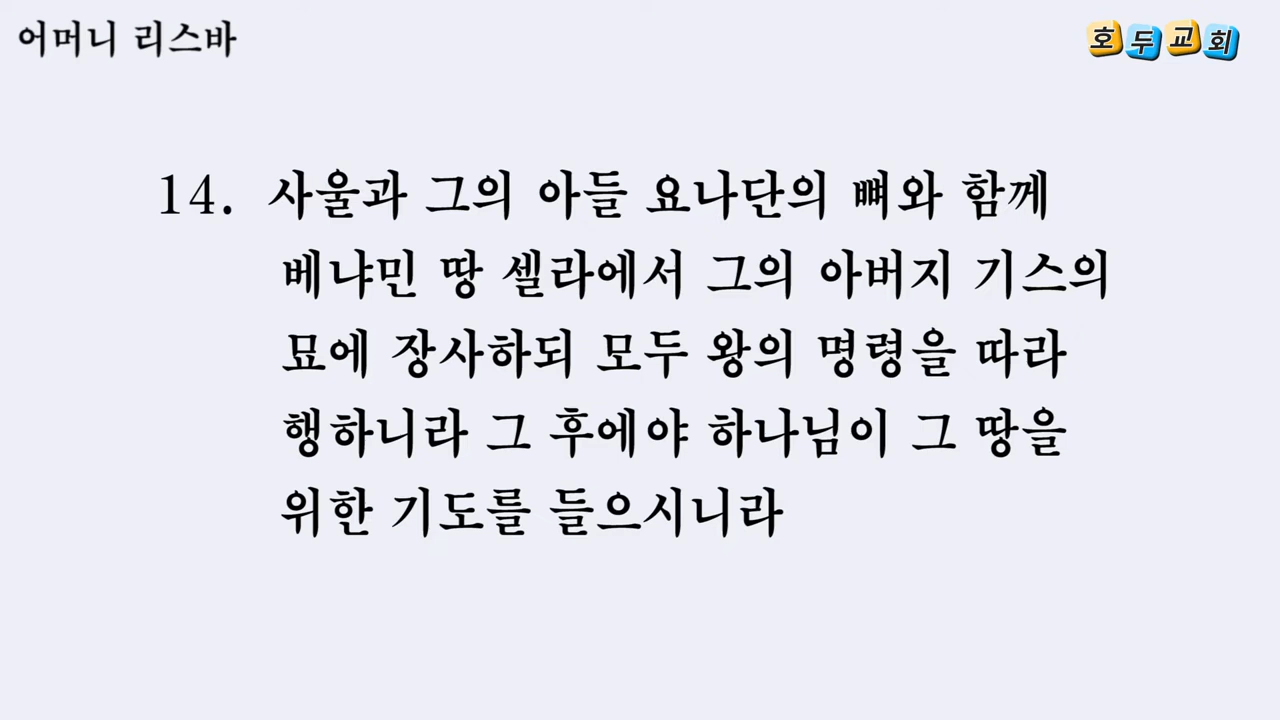 어머니 리스바
호두교회
14. 사울과 그의 아들 요나단의 뼈와 함께
베냐민 땅 셀라에서 그의 아버지 기스의
묘에 장사하되 모두 왕의 명령을 따라
행하니라 그 후에야 하나님이 그 땅을
위한 기도를 들으시니라